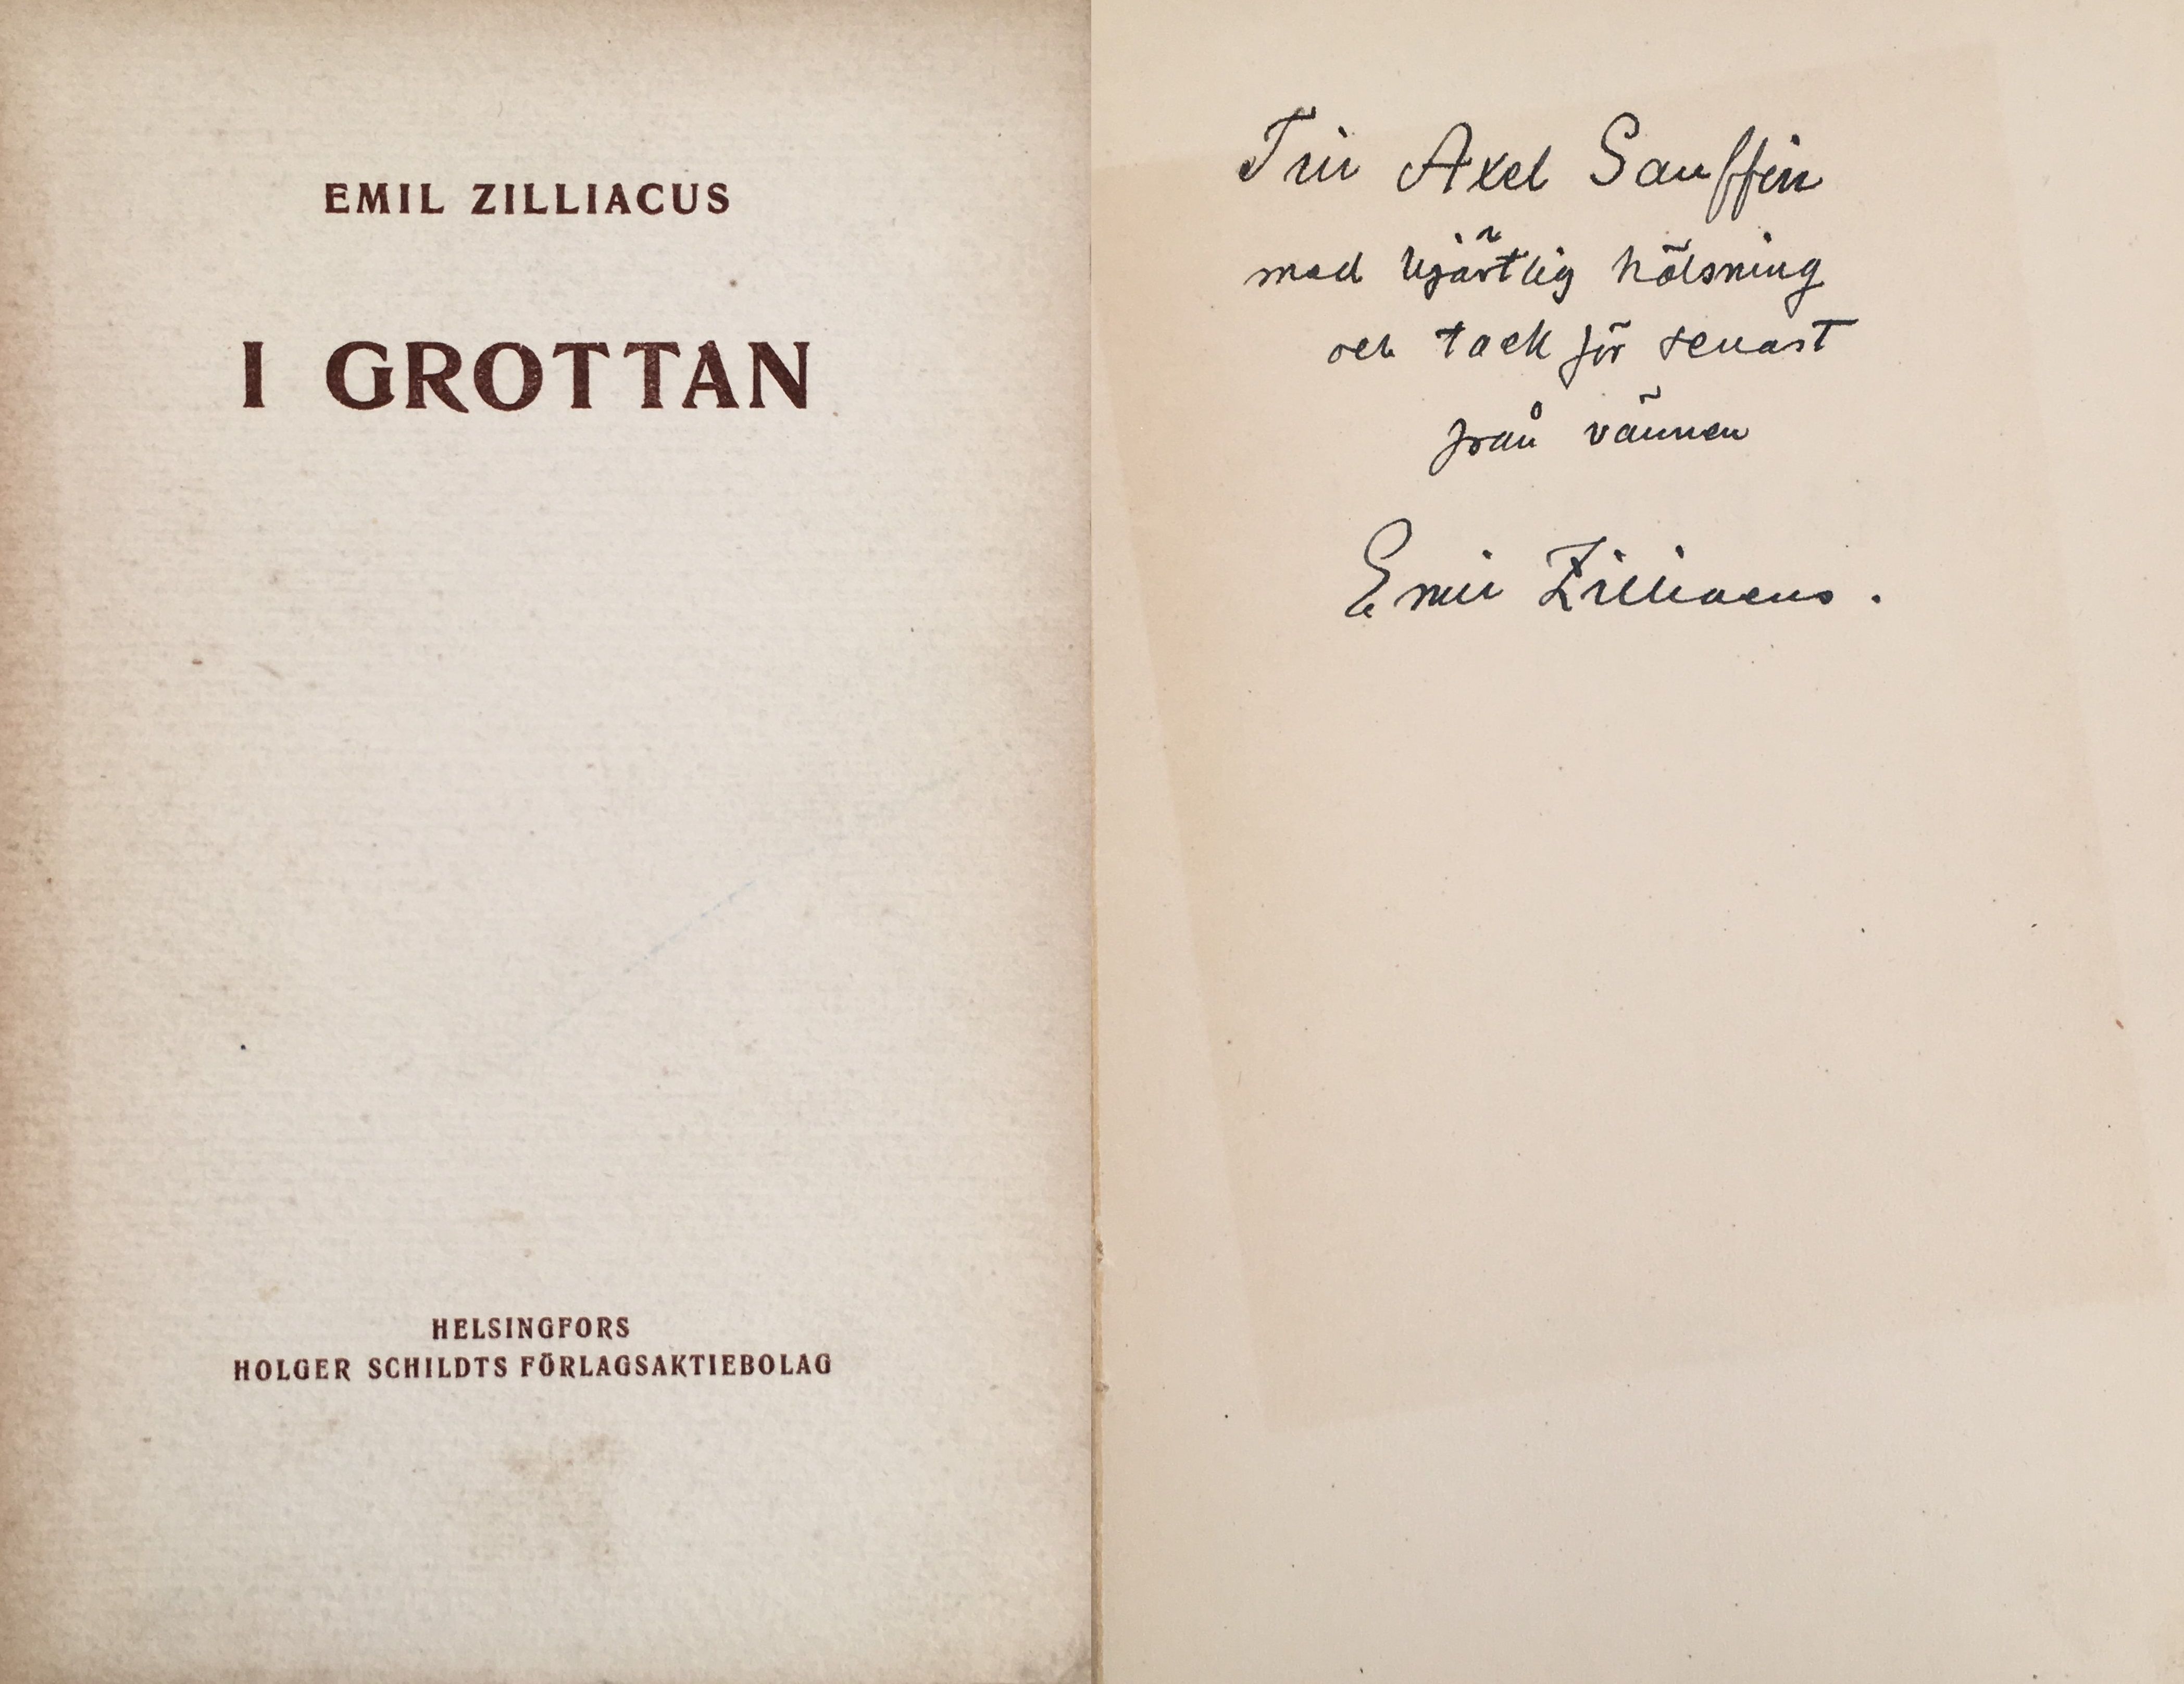 EMIL ZILLIACUS
I GROTTAN
HELSINGFORS
HOLGER SCHILDTS FÖRLAGSAKTIEBOLAG
Till Axel Gauffin
med hjärtlig hälsning
och tack för senast
från vännen
Emil Zilliacus.